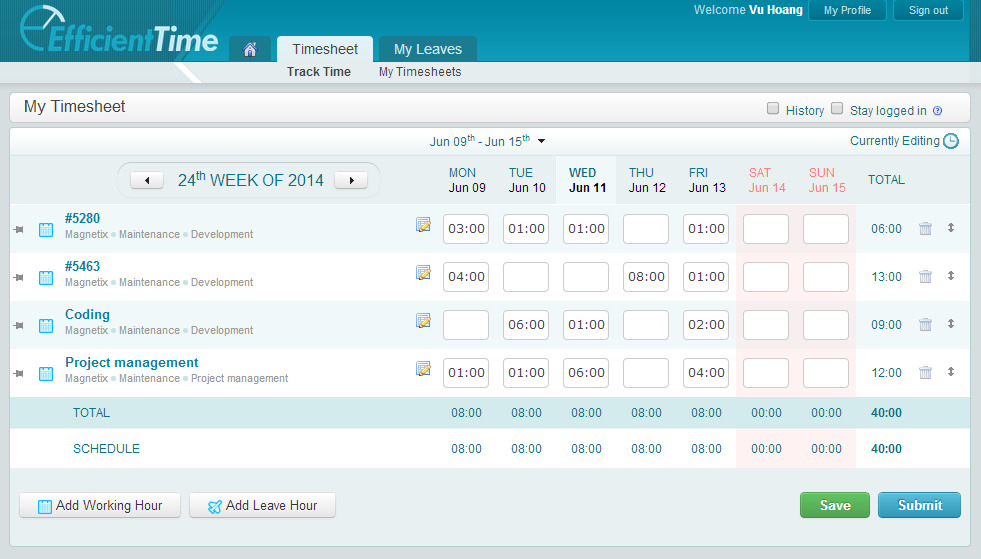 Welcome Vu Hoang My Profile Sign out
EfficientTime
Timesheet My Leaves
Track Time My Timesheets
My Timesheet History Stay logged in ?
Jun 09th - Jun 15th Currently Editing
24th WEEK OF 2014
MON TUE WED THU FRI SAT SUN TOTAL
Jun 09 Jun 10 Jun 11 Jun 12 Jun 13 Jun 14 Jun 15
#5280 03:00 01:00 01:00 01:00 06:00
Magnetix Maintenance Development
#5463 04:00 08:00 01:00 13:00
Magnetix Maintenance Development
Coding 06:00 01:00 02:00 09:00
Magnetix Maintenance Development
Project management 01:00 01:00 06:00 04:00 12:00
Magnetix Maintenance Project management
TOTAL 08:00 08:00 08:00 08:00 08:00 00:00 00:00 40:00
SCHEDULE 08:00 08:00 08:00 08:00 08:00 00:00 00:00 40:00
Add Working Hour Add Leave Hour Save Submit